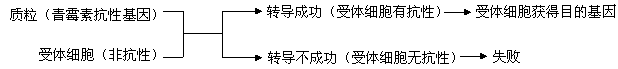 质粒（青霉素抗性基因） 转导成功（受体细胞有抗性） 受体细胞获得目的基因
受体细胞（非抗性） 转导不成功（受体细胞无抗性） 失败